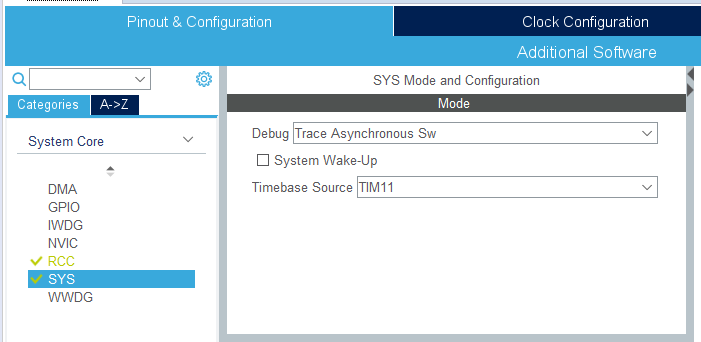 Pinout & Configuration
Clock Configuration
Additional Software
SYS Mode and Configuration
Mode
Categories
A->Z
System Core
DMA
GPIO
IWDG
NVIC
RCC
SYS
WWDG
Debug Trace Asynchronous Sw
System Wake-Up
Timebase Source TIM11